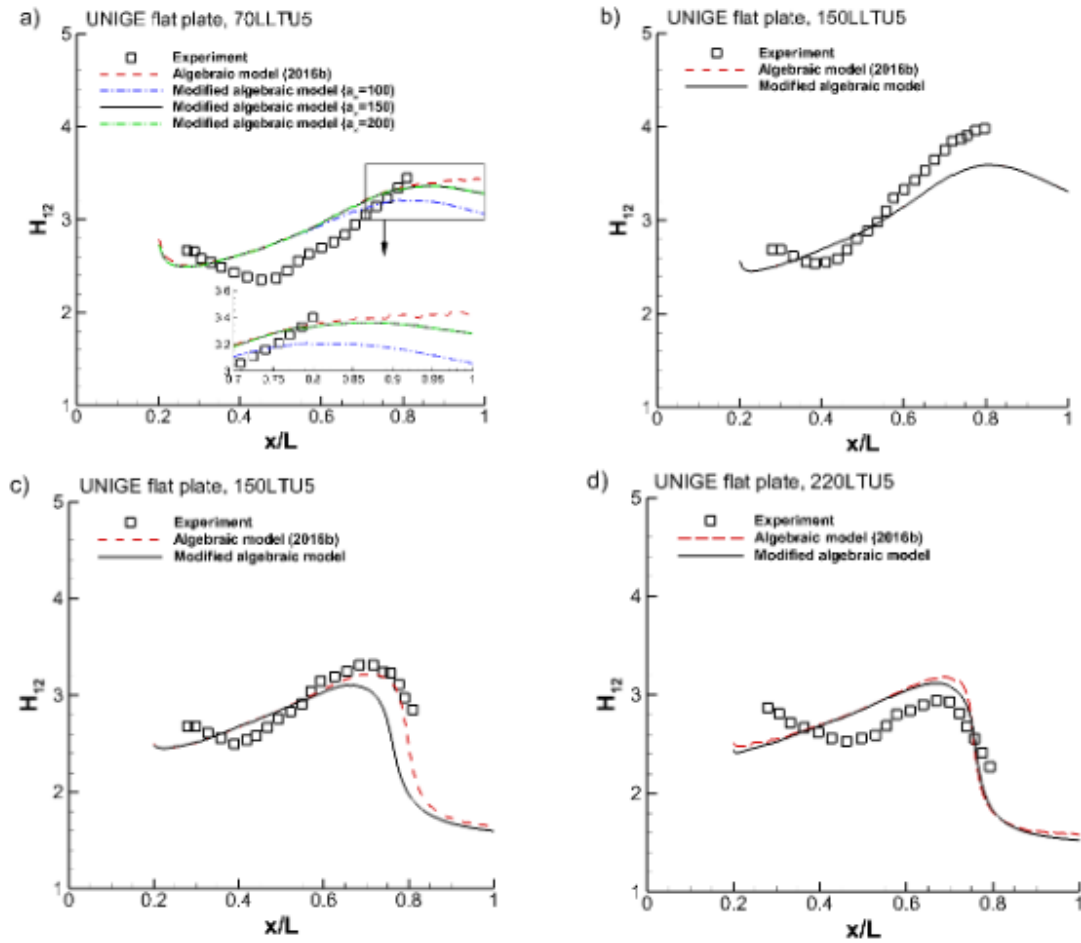 a) UNIGE flat plate, 70LLTU5
5
Experiment
Algebraic model (2016b)
Modified algebraic model (a =100)
Modified algebraic model (a =150)
Modified algebraic model (a =200)
4
3
2
1
H12
3.6
3.4
3.2
3
0.7 0.75 0.8 0.85 0.9 0.95 1
0 0.2 0.4 0.6 0.8 1
x/L
b) UNIGE flat plate, 150LLTU5
5
Experiment
Algebraic model (2016b)
Modified algebraic model
4
3
2
1
H12
0 0.2 0.4 0.6 0.8 1
x/L
c) UNIGE flat plate, 150LTU5
5
Experiment
Algebraic model (2016b)
Modified algebraic model
4
3
2
1
H12
0 0.2 0.4 0.6 0.8 1
x/L
d) UNIGE flat plate, 220LTU5
5
Experiment
Algebraic model (2016b)
Modified algebraic model
4
3
2
1
H12
0 0.2 0.4 0.6 0.8 1
x/L